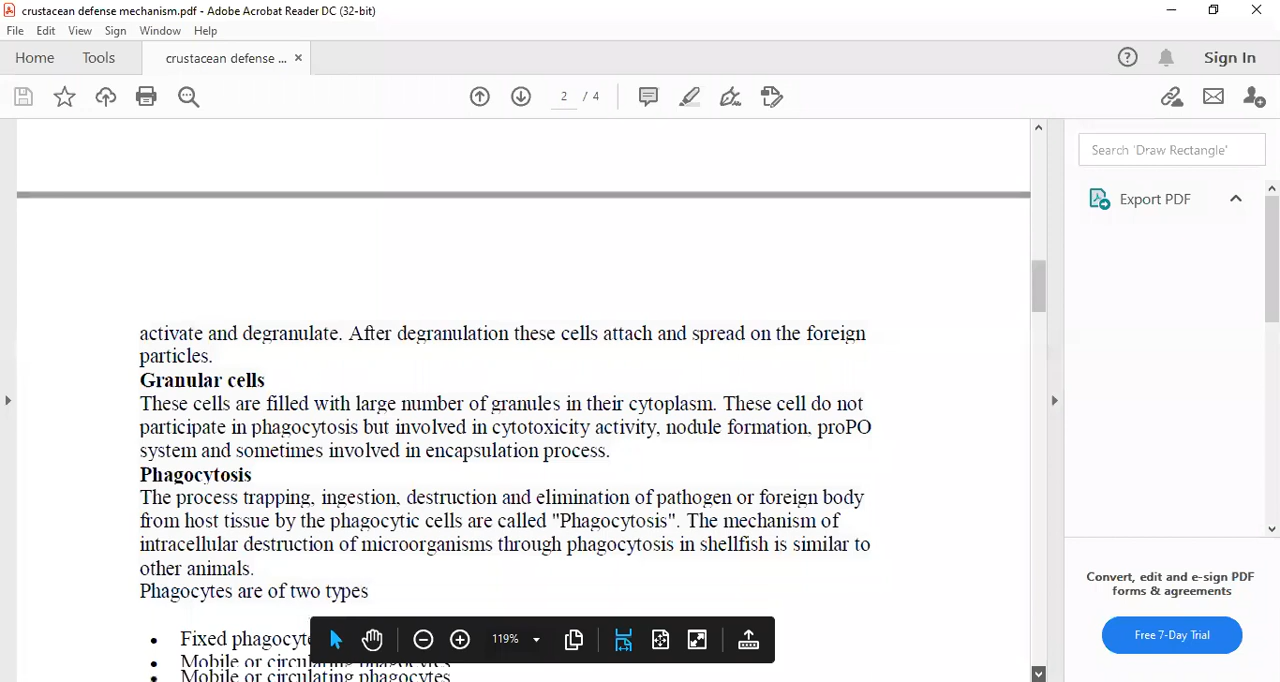 crustacean defense mechanism.pdf - Adobe Acrobat Reader DC (32-bit)
File Edit View Sign Window Help
Home Tools crustacean defense ... × Sign In
2 / 4
Search 'Draw Rectangle'
Export PDF
activate and degranulate. After degranulation these cells attach and spread on the foreign
particles.
Granular cells
These cells are filled with large number of granules in their cytoplasm. These cell do not
participate in phagocytosis but involved in cytotoxicity activity, nodule formation, proPO
system and sometimes involved in encapsulation process.
Phagocytosis
The process trapping, ingestion, destruction and elimination of pathogen or foreign body
from host tissue by the phagocytic cells are called "Phagocytosis". The mechanism of
intracellular destruction of microorganisms through phagocytosis in shellfish is similar to
other animals.
Phagocytes are of two types
• Fixed phagocyte
• Mobile or circulating phagocytes
• Mobile or circulating phagocytes
119%
Convert, edit and e-sign PDF
forms & agreements
Free 7-Day Trial